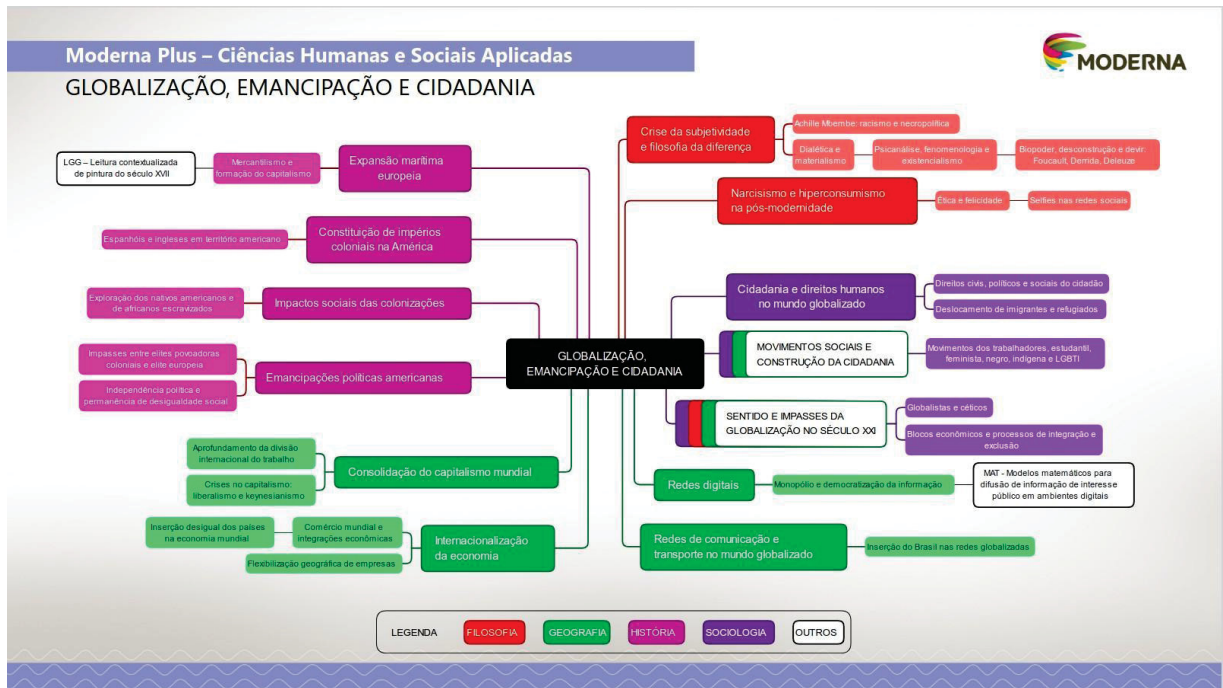 Moderna Plus – Ciências Humanas e Sociais Aplicadas
MODERNA
GLOBALIZAÇÃO, EMANCIPAÇÃO E CIDADANIA
LGG – Leitura contextualizada
de pintura do século XVII
Mercantilismo e
formação do capitalismo
Expansão marítima
europeia
Espanhóis e ingleses em território americano
Constituição de impérios
coloniais na América
Exploração dos nativos americanos e
de africanos escravizados
Impactos sociais das colonizações
Impasses entre elites povoadoras
coloniais e elite europeia
Independência política e
permanência de desigualdade social
Emancipações políticas americanas
Aprofundamento da divisão
internacional do trabalho
Crises no capitalismo:
liberalismo e keynesianismo
Consolidação do capitalismo mundial
Inserção desigual dos países
na economia mundial
Comércio mundial e
integrações econômicas
Flexibilização geográfica de empresas
Internacionalização
da economia
GLOBALIZAÇÃO,
EMANCIPAÇÃO E CIDADANIA
Crise da subjetividade
e filosofia da diferença
Achille Mbembe: racismo e necropolítica
Dialética e
materialismo
Psicanálise, fenomenologia e
existencialismo
Biopoder, desconstrução e devir:
Foucault, Derrida, Deleuze
Narcisismo e hiperconsumismo
na pós-modernidade
Ética e felicidade
Selfies nas redes sociais
Cidadania e direitos humanos
no mundo globalizado
Direitos civis, políticos e sociais do cidadão
Deslocamento de imigrantes e refugiados
MOVIMENTOS SOCIAIS E
CONSTRUÇÃO DA CIDADANIA
Movimentos dos trabalhadores, estudantil,
feminista, negro, indígena e LGBTI
SENTIDO E IMPASSES DA
GLOBALIZAÇÃO NO SÉCULO XXI
Globalistas e céticos
Blocos econômicos e processos de integração e
exclusão
Redes digitais
Monopólio e democratização da informação
MAT - Modelos matemáticos para
difusão de informação de interesse
público em ambientes digitais
Redes de comunicação e
transporte no mundo globalizado
Inserção do Brasil nas redes globalizadas
LEGENDA
FILOSOFIA
GEOGRAFIA
HISTÓRIA
SOCIOLOGIA
OUTROS